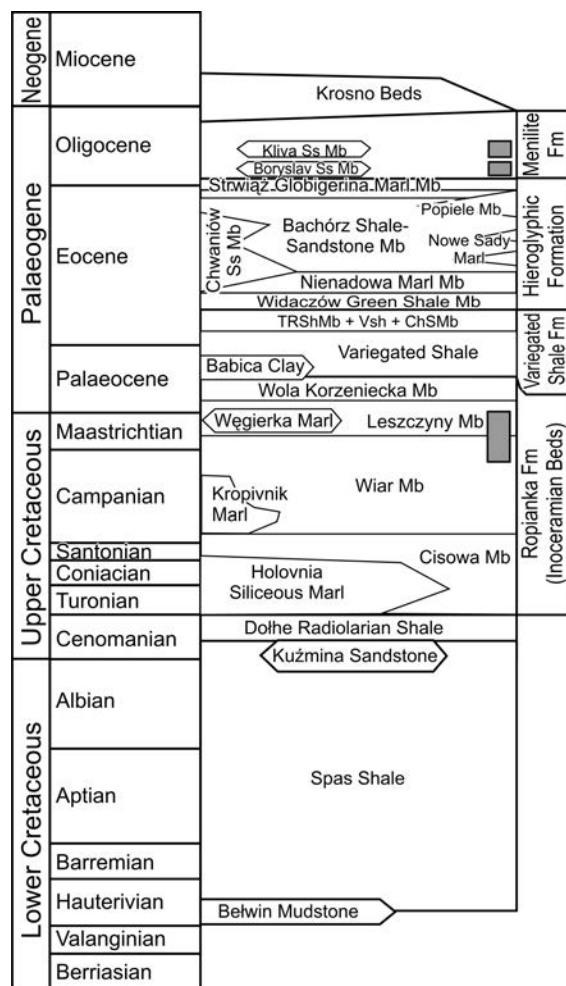 Neogene
Miocene
Krosno Beds
Palaeogene
Oligocene
Kliva Ss Mb
Boryslav Ss Mb
Menilite
Fm
Strwiąż Globigerina Marl Mb
Eocene
Chwaniów
Ss Mb
Bachórz Shale-
Sandstone Mb
Popiele Mb
Nowe Sady
Marl
Hieroglyphic
Formation
Nienadowa Marl Mb
Widaczów Green Shale Mb
TRShMb + Vsh + ChSMb
Variegated Shale
Variegated
Shale Fm
Palaeocene
Babica Clay
Wola Korzeniecka Mb
Upper Cretaceous
Maastrichtian
Węgierka Marl
Leszczyny Mb
Campanian
Kropivnik
Marl
Wiar Mb
Ropianka Fm
(Inoceramian Beds)
Santonian
Coniacian
Turonian
Holovnia
Siliceous Marl
Cisowa Mb
Cenomanian
Dołhe Radiolarian Shale
Kuźmina Sandstone
Lower Cretaceous
Albian
Aptian
Spas Shale
Barremian
Hauterivian
Bełwin Mudstone
Valanginian
Berriasian